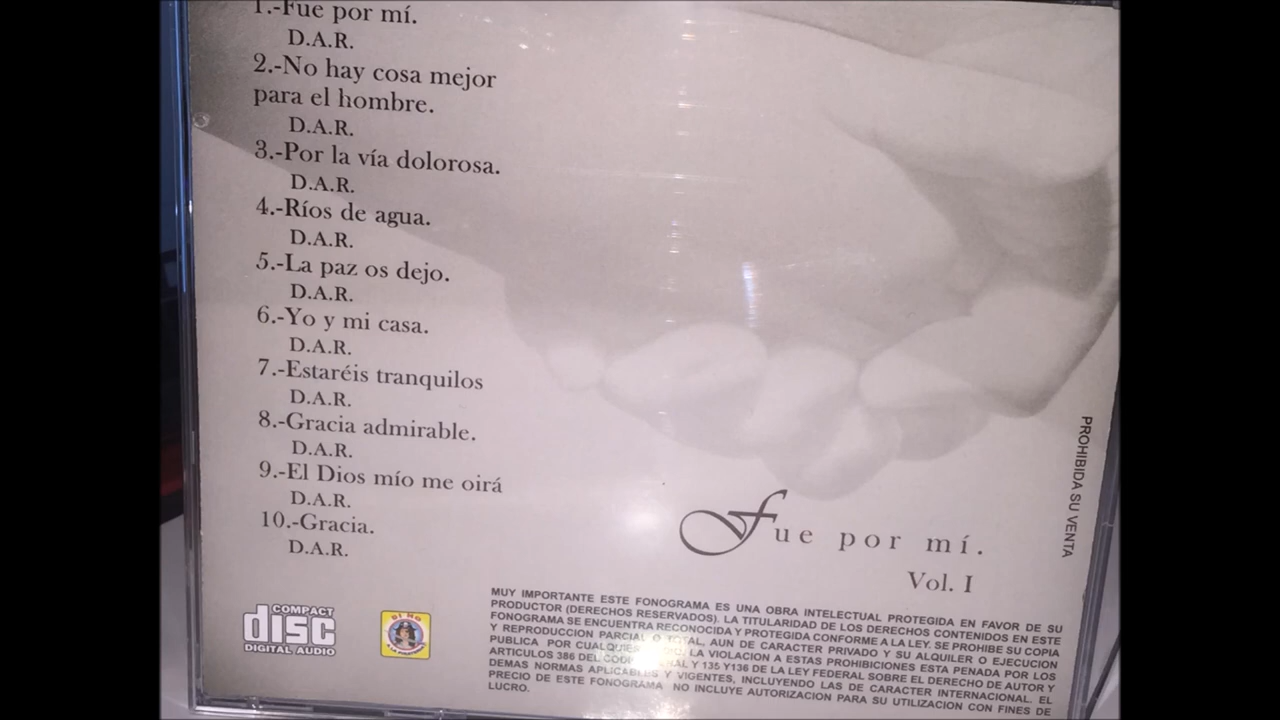 1.-Fue por mí.
D.A.R.
2.-No hay cosa mejor
para el hombre.
D.A.R.
3.-Por la vía dolorosa.
D.A.R.
4.-Ríos de agua.
D.A.R.
5.-La paz os dejo.
D.A.R.
6.-Yo y mi casa.
D.A.R.
7.-Estaréis tranquilos
D.A.R.
8.-Gracia admirable.
D.A.R.
9.-El Dios mío me oirá
D.A.R.
10.-Gracia.
D.A.R.
PROHIBIDA SU VENTA
Fue por mí.
Vol. I
COMPACT
disc
DIGITAL AUDIO
DI NO
MUY IMPORTANTE ESTE FONOGRAMA ES UNA OBRA INTELECTUAL PROTEGIDA EN FAVOR DE SU
PRODUCTOR (DERECHOS RESERVADOS). LA TITULARIDAD DE LOS DERECHOS CONTENIDOS EN ESTE
FONOGRAMA SE ENCUENTRA RECONOCIDA Y PROTEGIDA CONFORME A LA LEY. SE PROHIBE SU COPIA
Y REPRODUCCION PARCIAL O TOTAL, AUN DE CARACTER PRIVADO Y SU ALQUILER O EJECUCION
PUBLICA POR CUALQUIER LA VIOLACION A ESTAS PROHIBICIONES ESTA PENADA POR LOS
ARTICULOS 386 DEL Y 135 Y136 DE LA LEY FEDERAL SOBRE EL DERECHO DE AUTOR Y
DEMAS NORMAS APLICABLES Y VIGENTES, INCLUYENDO LAS DE CARACTER INTERNACIONAL. EL
PRECIO DE ESTE FONOGRAMA NO INCLUYE AUTORIZACION PARA SU UTILIZACION CON FINES DE
LUCRO.